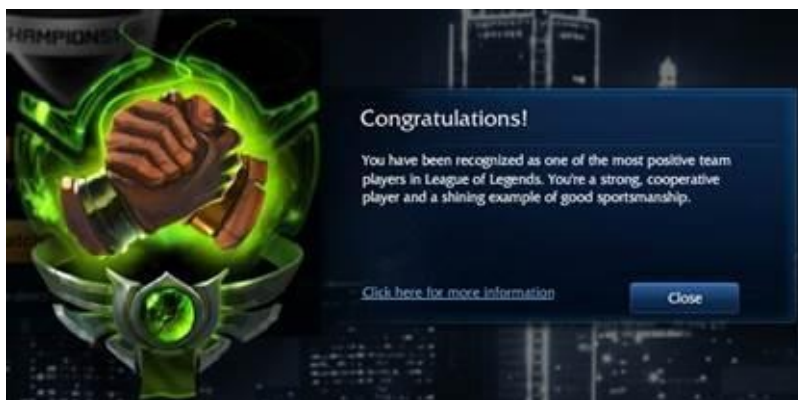 HAMPIONS
Congratulations!
You have been recognized as one of the most positive team
players in League of Legends. You're a strong, cooperative
player and a shining example of good sportsmanship.
Click here for more information
Close